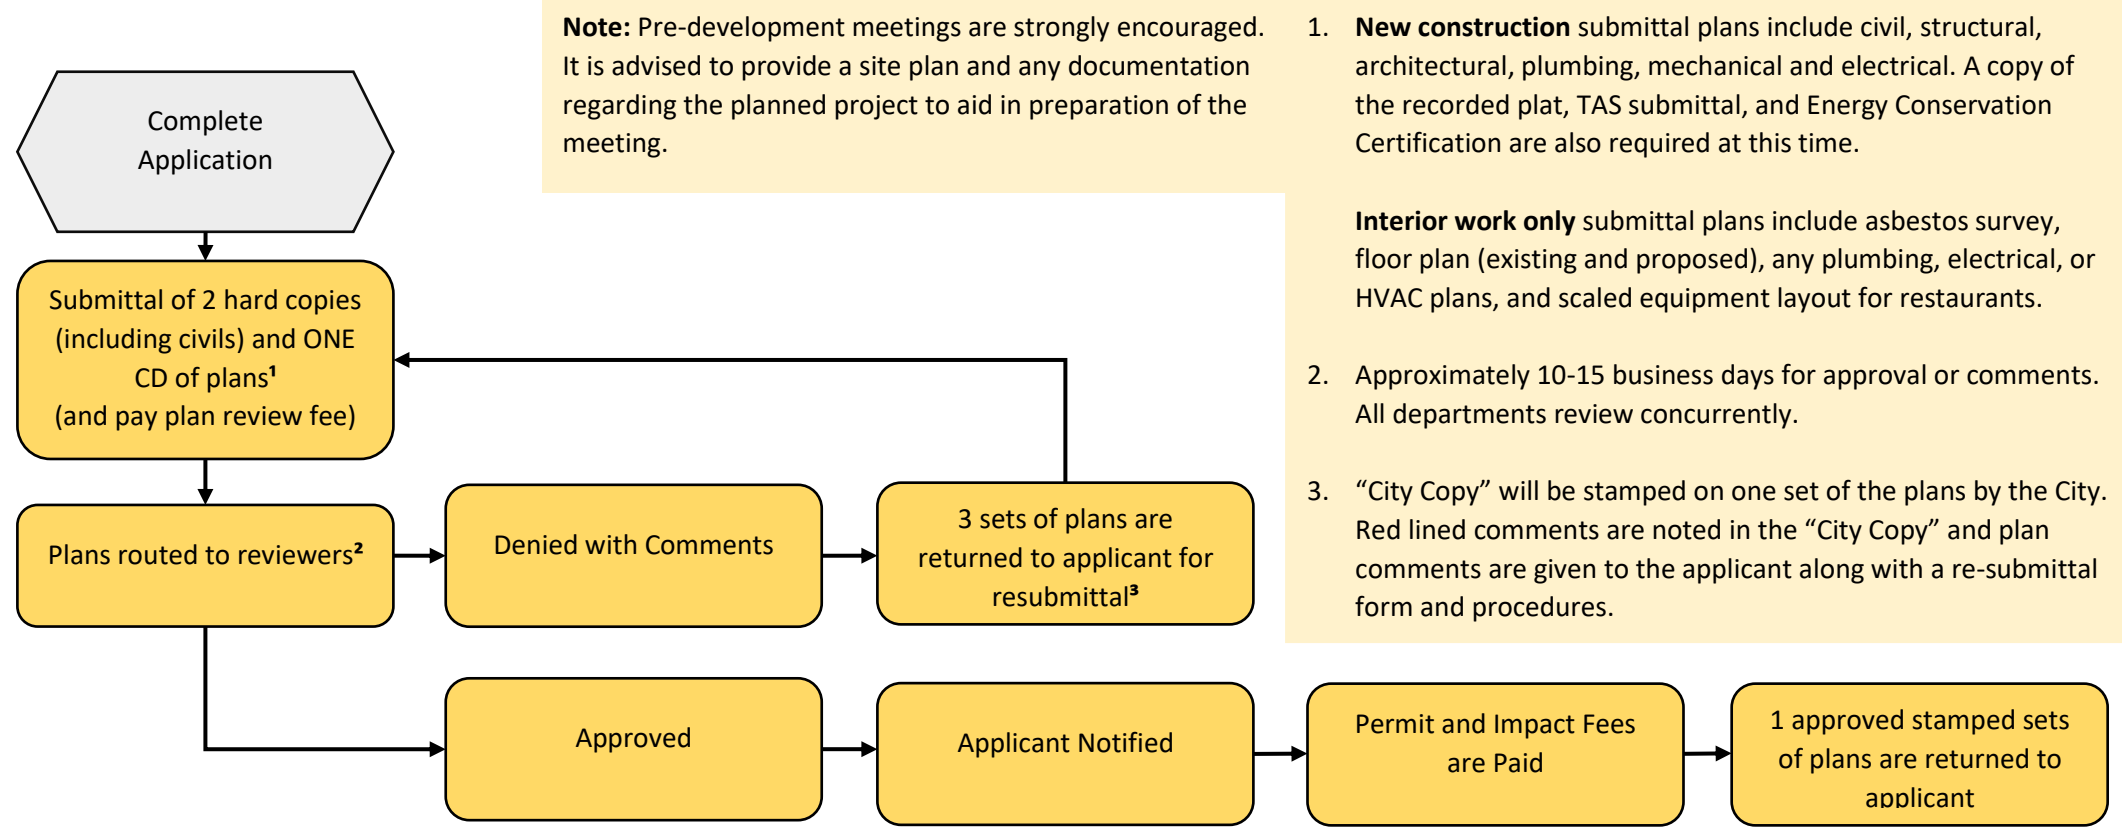 Note: Pre-development meetings are strongly encouraged.
It is advised to provide a site plan and any documentation
regarding the planned project to aid in preparation of the
meeting.
1. New construction submittal plans include civil, structural,
architectural, plumbing, mechanical and electrical. A copy of
the recorded plat, TAS submittal, and Energy Conservation
Certification are also required at this time.
Interior work only submittal plans include asbestos survey,
floor plan (existing and proposed), any plumbing, electrical, or
HVAC plans, and scaled equipment layout for restaurants.
2. Approximately 10-15 business days for approval or comments.
All departments review concurrently.
3. “City Copy” will be stamped on one set of the plans by the City.
Red lined comments are noted in the “City Copy” and plan
comments are given to the applicant along with a re-submittal
form and procedures.
Complete
Application
Submittal of 2 hard copies
(including civils) and ONE
CD of plans¹
(and pay plan review fee)
Plans routed to reviewers²
Denied with Comments
3 sets of plans are
returned to applicant for
resubmittal³
Approved
Applicant Notified
Permit and Impact Fees
are Paid
1 approved stamped sets
of plans are returned to
applicant